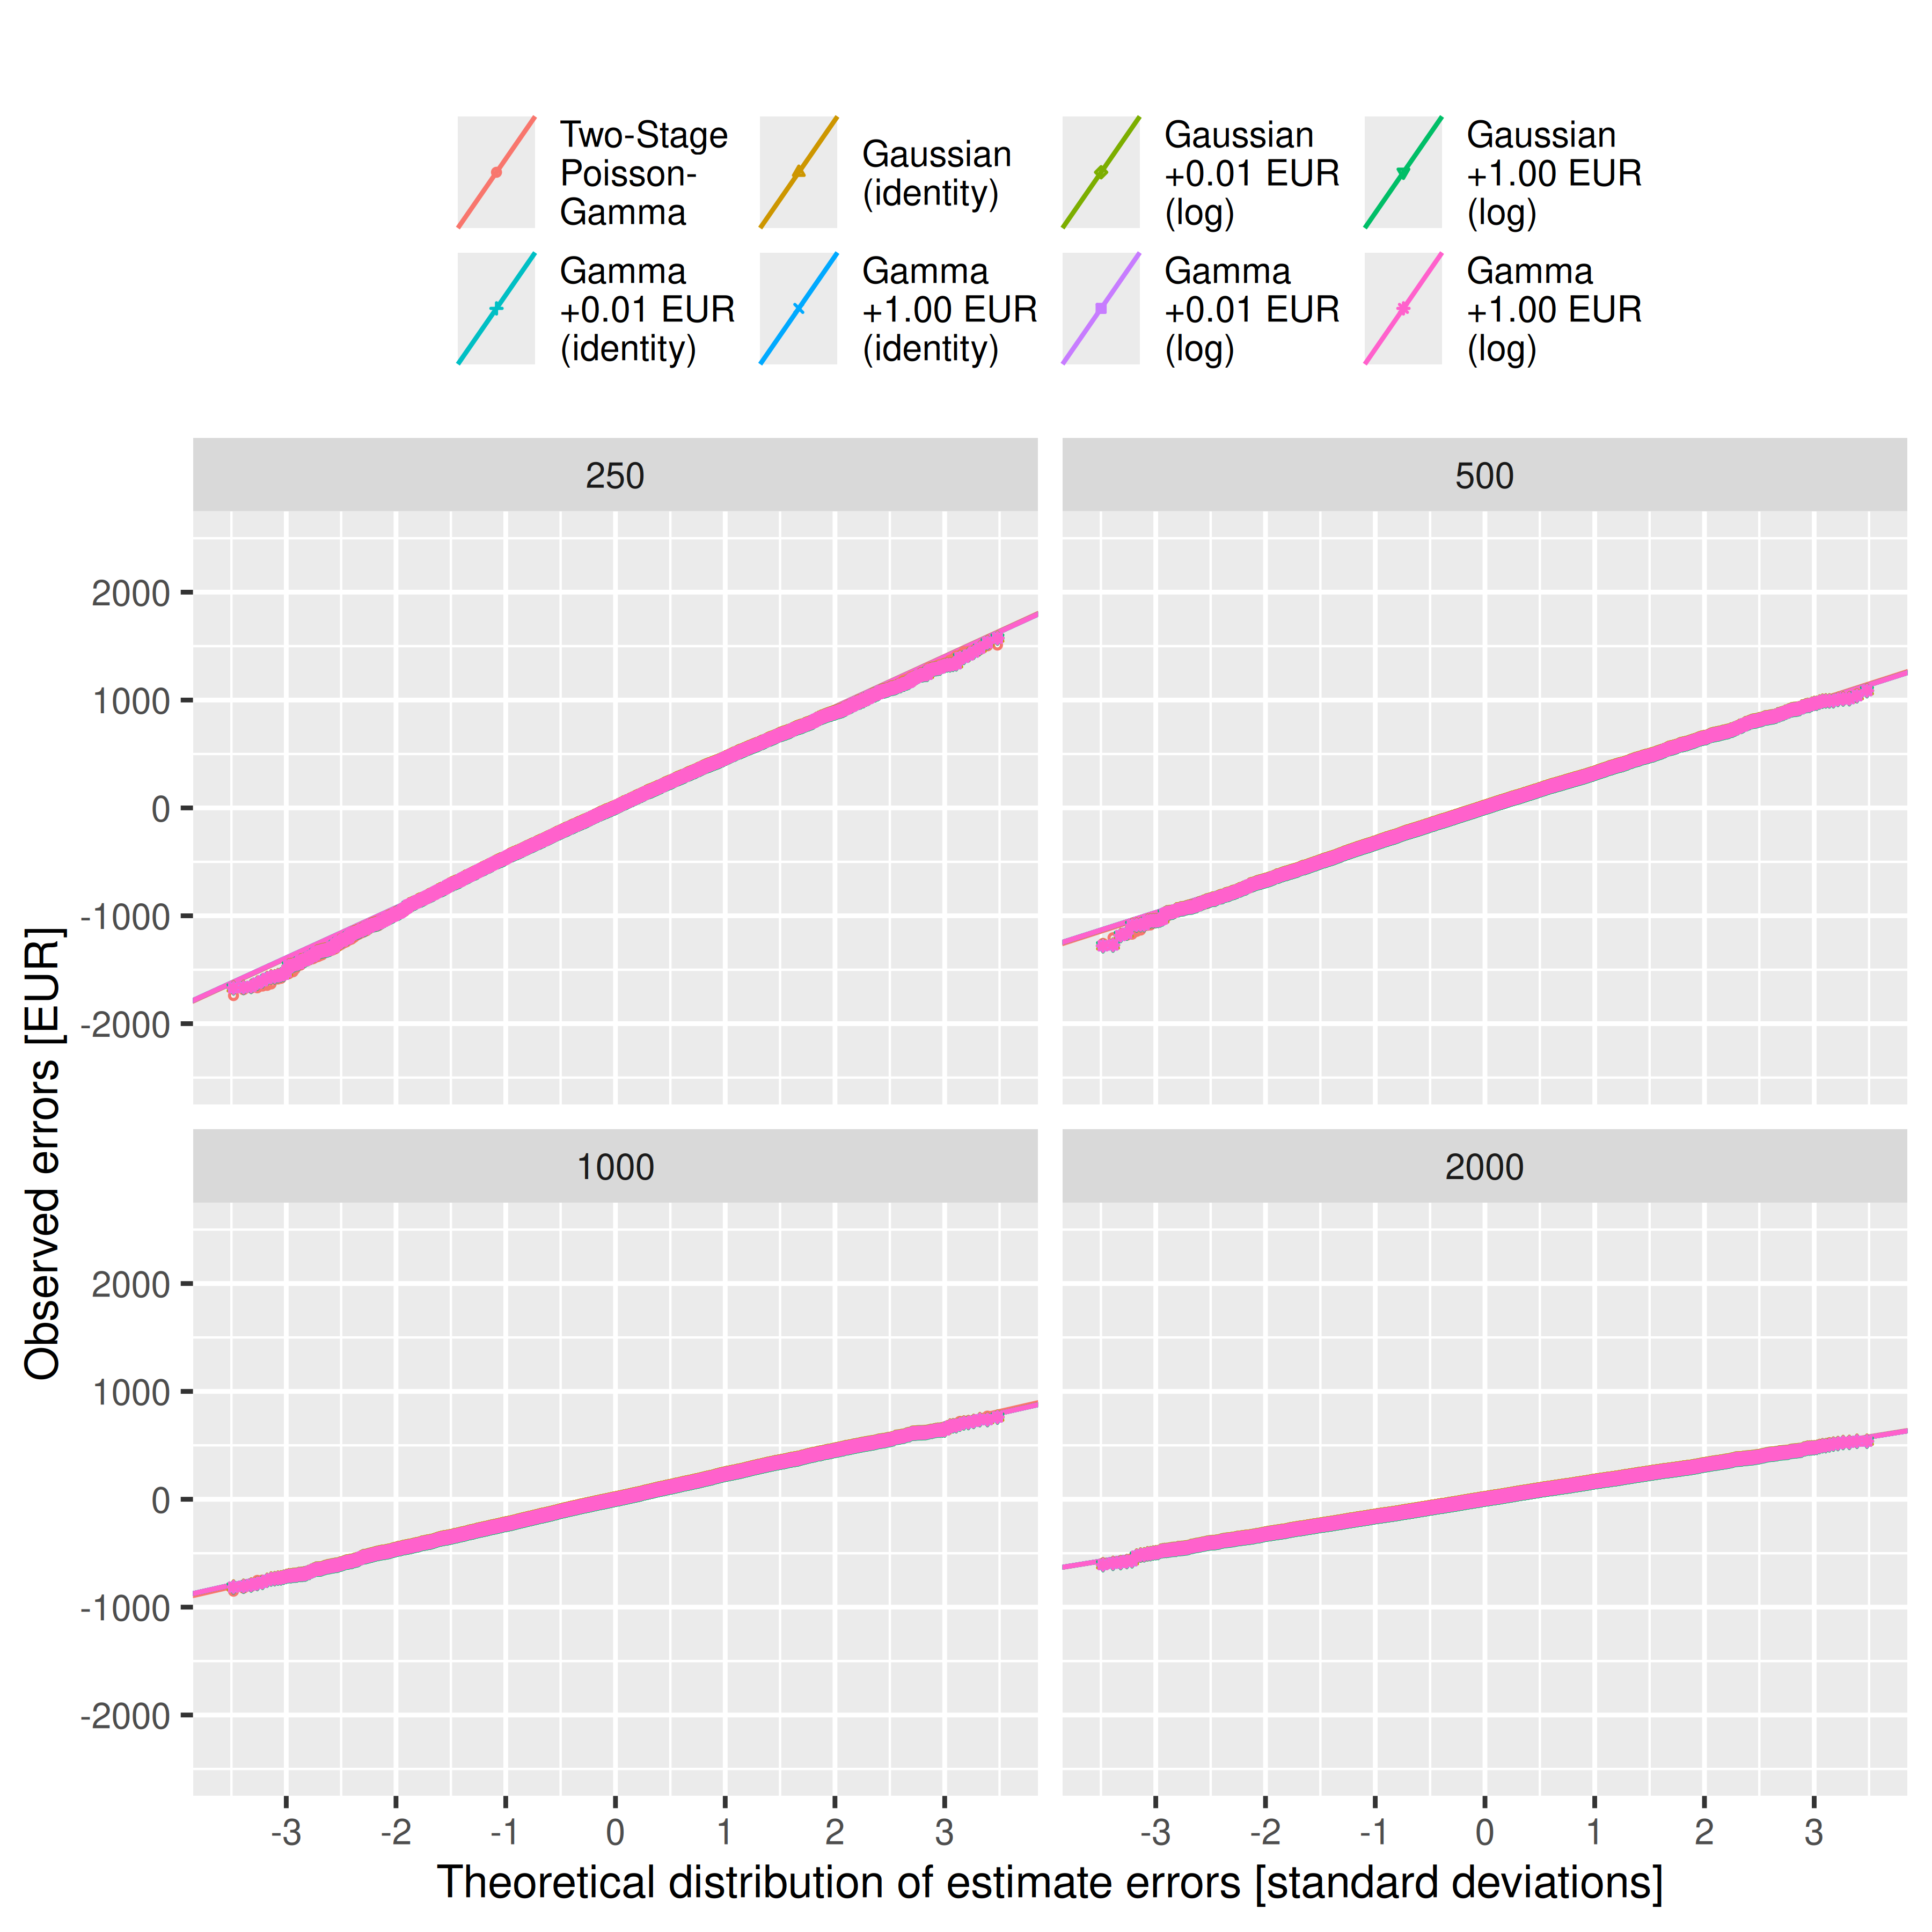 Two-Stage
Poisson-
Gamma
Gaussian
(identity)
Gaussian
+0.01 EUR
(log)
Gaussian
+1.00 EUR
(log)
Gamma
+0.01 EUR
(identity)
Gamma
+1.00 EUR
(identity)
Gamma
+0.01 EUR
(log)
Gamma
+1.00 EUR
(log)
250
500
2000
1000
0
-1000
-2000
1000
2000
2000
1000
0
-1000
-2000
-3 -2 -1 0 1 2 3
-3 -2 -1 0 1 2 3
Observed errors [EUR]
Theoretical distribution of estimate errors [standard deviations]